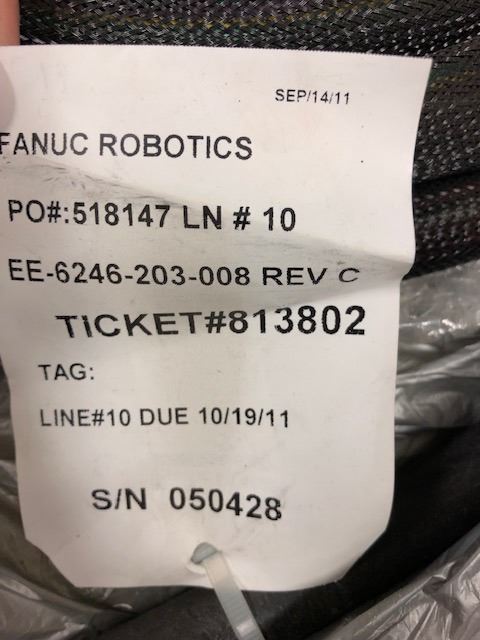 SEP/14/11
FANUC ROBOTICS
PO#:518147 LN # 10
EE-6246-203-008 REV C
TICKET#813802
TAG:
LINE#10 DUE 10/19/11
S/N 050428